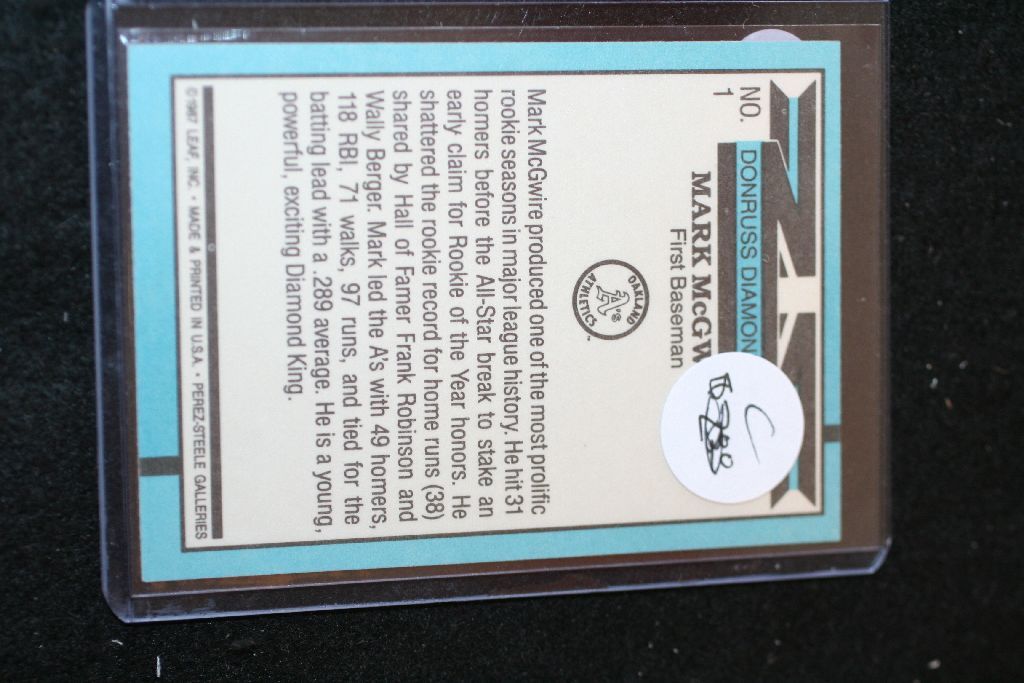 NO.
1
DONRUSS DIAMON
MARK McGW
First Baseman
OAKLAND
A's
ATHLETICS
Mark McGwire produced one of the most prolific
rookie seasons in major league history. He hit 31
homers before the All-Star break to stake an
early claim for Rookie of the Year honors. He
shattered the rookie record for home runs (38)
shared by Hall of Famer Frank Robinson and
Wally Berger. Mark led the A's with 49 homers,
118 RBI, 71 walks, 97 runs, and tied for the
batting lead with a .289 average. He is a young,
powerful, exciting Diamond King.
© 1987 LEAF, INC. • MADE & PRINTED IN U.S.A. • PEREZ-STEELE GALLERIES